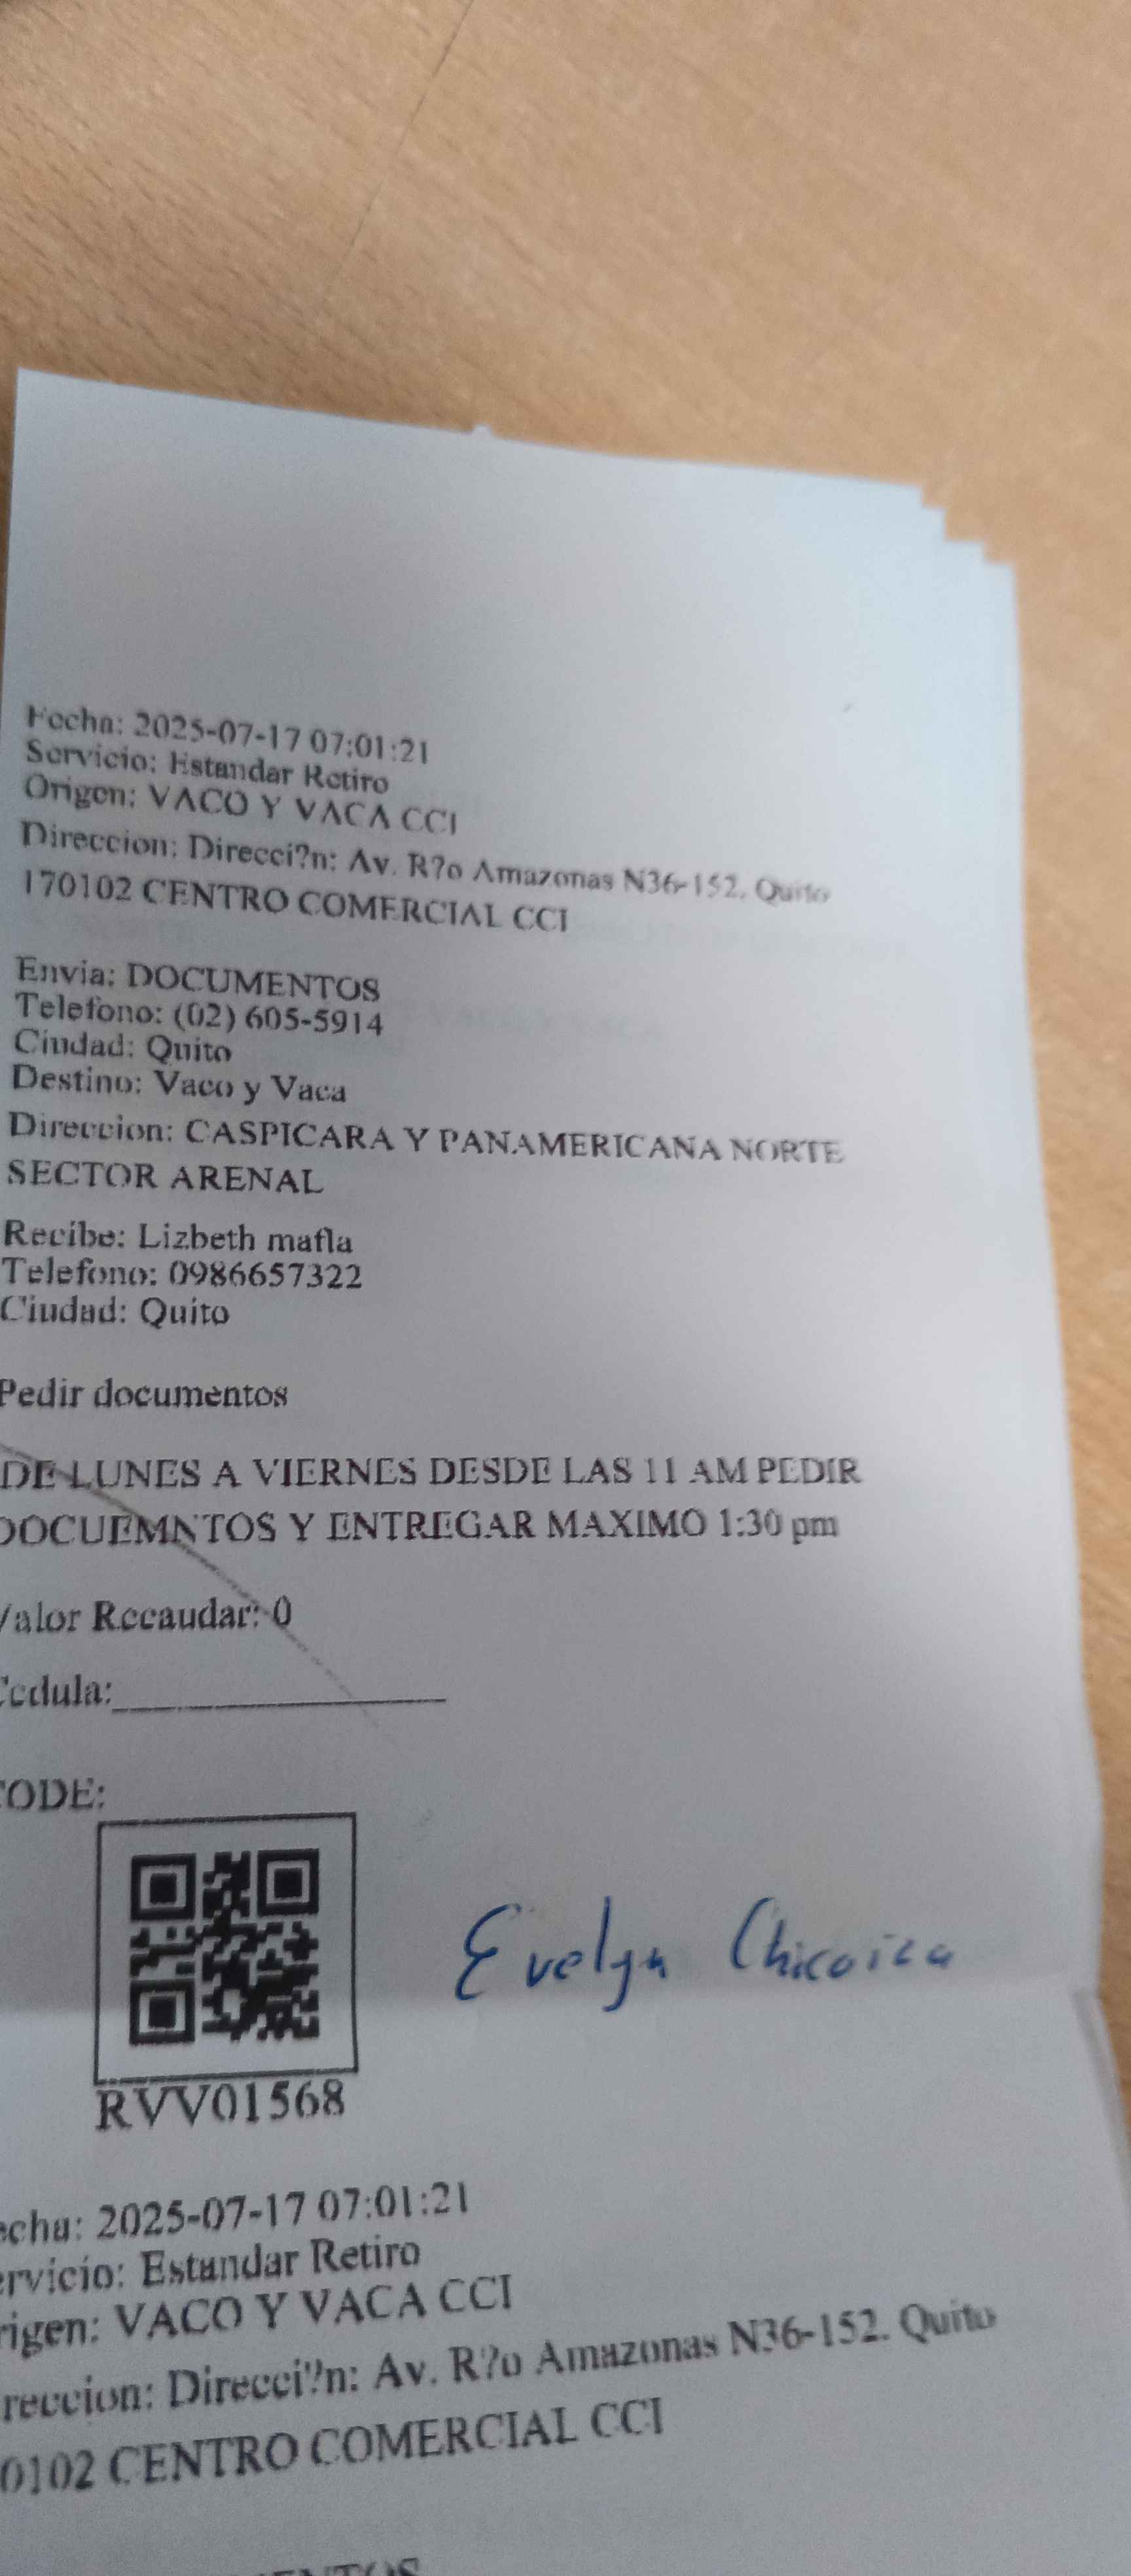 Fecha: 2025-07-17 07:01:21
Servicio: Estandar Retiro
Origen: VACO Y VACA CCI
Direccion: Direcci?n: Av. R?o Amazonas N36-152. Quito
170102 CENTRO COMERCIAL CCI
Envia: DOCUMENTOS
Telefono: (02) 605-5914
Ciudad: Quito
Destino: Vaco y Vaca
Direccion: CASPICARA Y PANAMERICANA NORTE
SECTOR ARENAL
Recibe: Lizbeth mafla
Telefono: 0986657322
Ciudad: Quito
Pedir documentos
DE LUNES A VIERNES DESDE LAS 11 AM PEDIR
DOCUEMNTOS Y ENTREGAR MAXIMO 1:30 pm
Valor Recaudar: 0
Cedula:
CODE:
Evelyn
RVV01568
echa: 2025-07-17 07:01:21
ervicio: Estandar Retiro
rigen: VACO Y VACA CCI
reccion: Direcci?n: Av. R?o Amazonas N36-152. Quito
0102 CENTRO COMERCIAL CCI